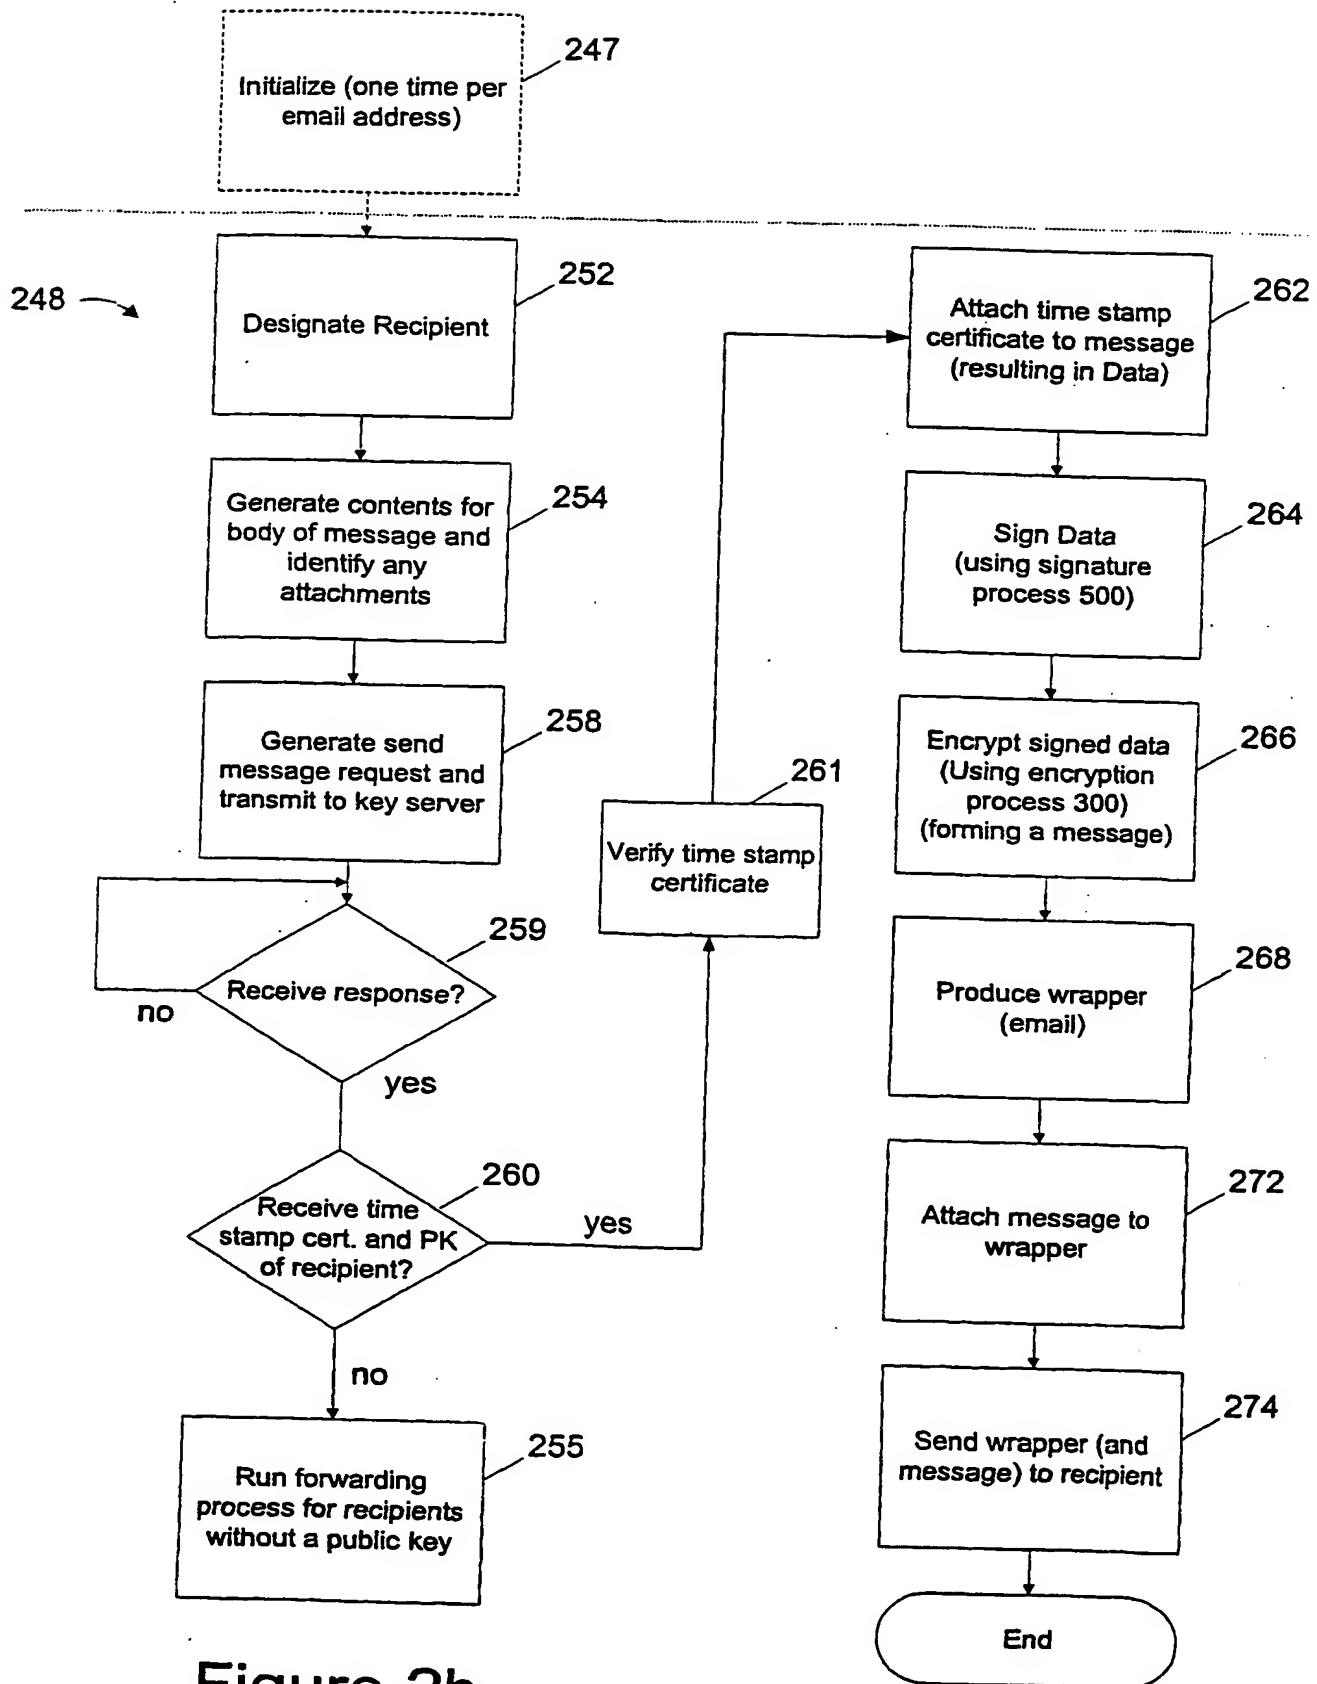 Initialize (one time per
email address)
247
248
Designate Recipient
252
Generate contents for
body of message and
identify any
attachments
254
Generate send
message request and
transmit to key server
258
Receive response?
259
no
yes
Receive time
stamp cert. and PK
of recipient?
260
yes
no
Run forwarding
process for recipients
without a public key
255
Verify time stamp
certificate
261
Attach time stamp
certificate to message
(resulting in Data)
262
Sign Data
(using signature
process 500)
264
Encrypt signed data
(Using encryption
process 300)
(forming a message)
266
Produce wrapper
(email)
268
Attach message to
wrapper
272
Send wrapper (and
message) to recipient
274
End
Figure 2b